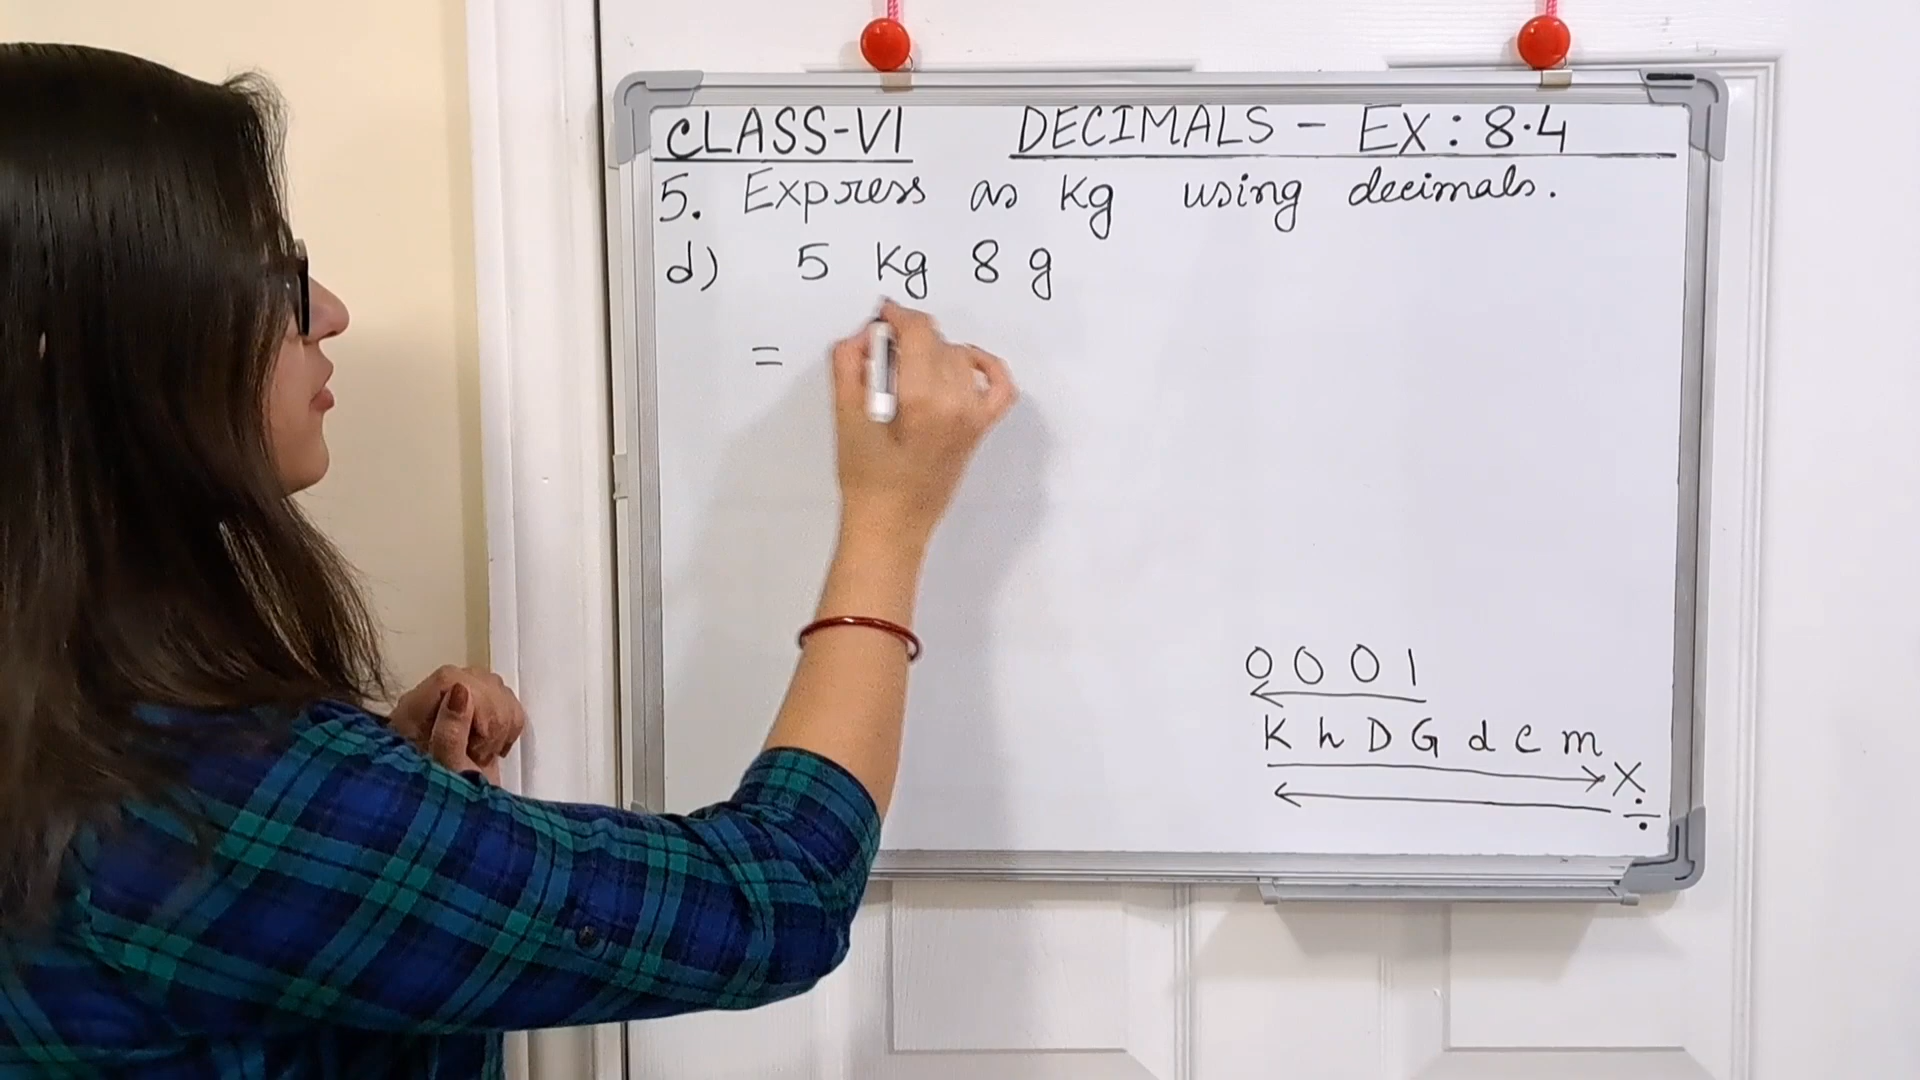 CLASS-VI DECIMALS - EX: 8.4
5. Express as Kg using decimals.
d) 5 Kg 8 g
=
0 0 0 1
K h D G d c m
×
÷